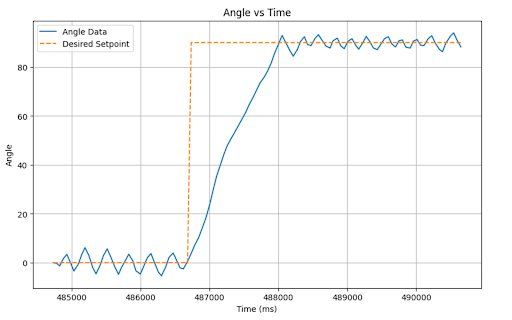 Angle vs Time
Angle Data
Desired Setpoint
80
60
40
20
0
Angle
485000 486000 487000 488000 489000 490000
Time (ms)